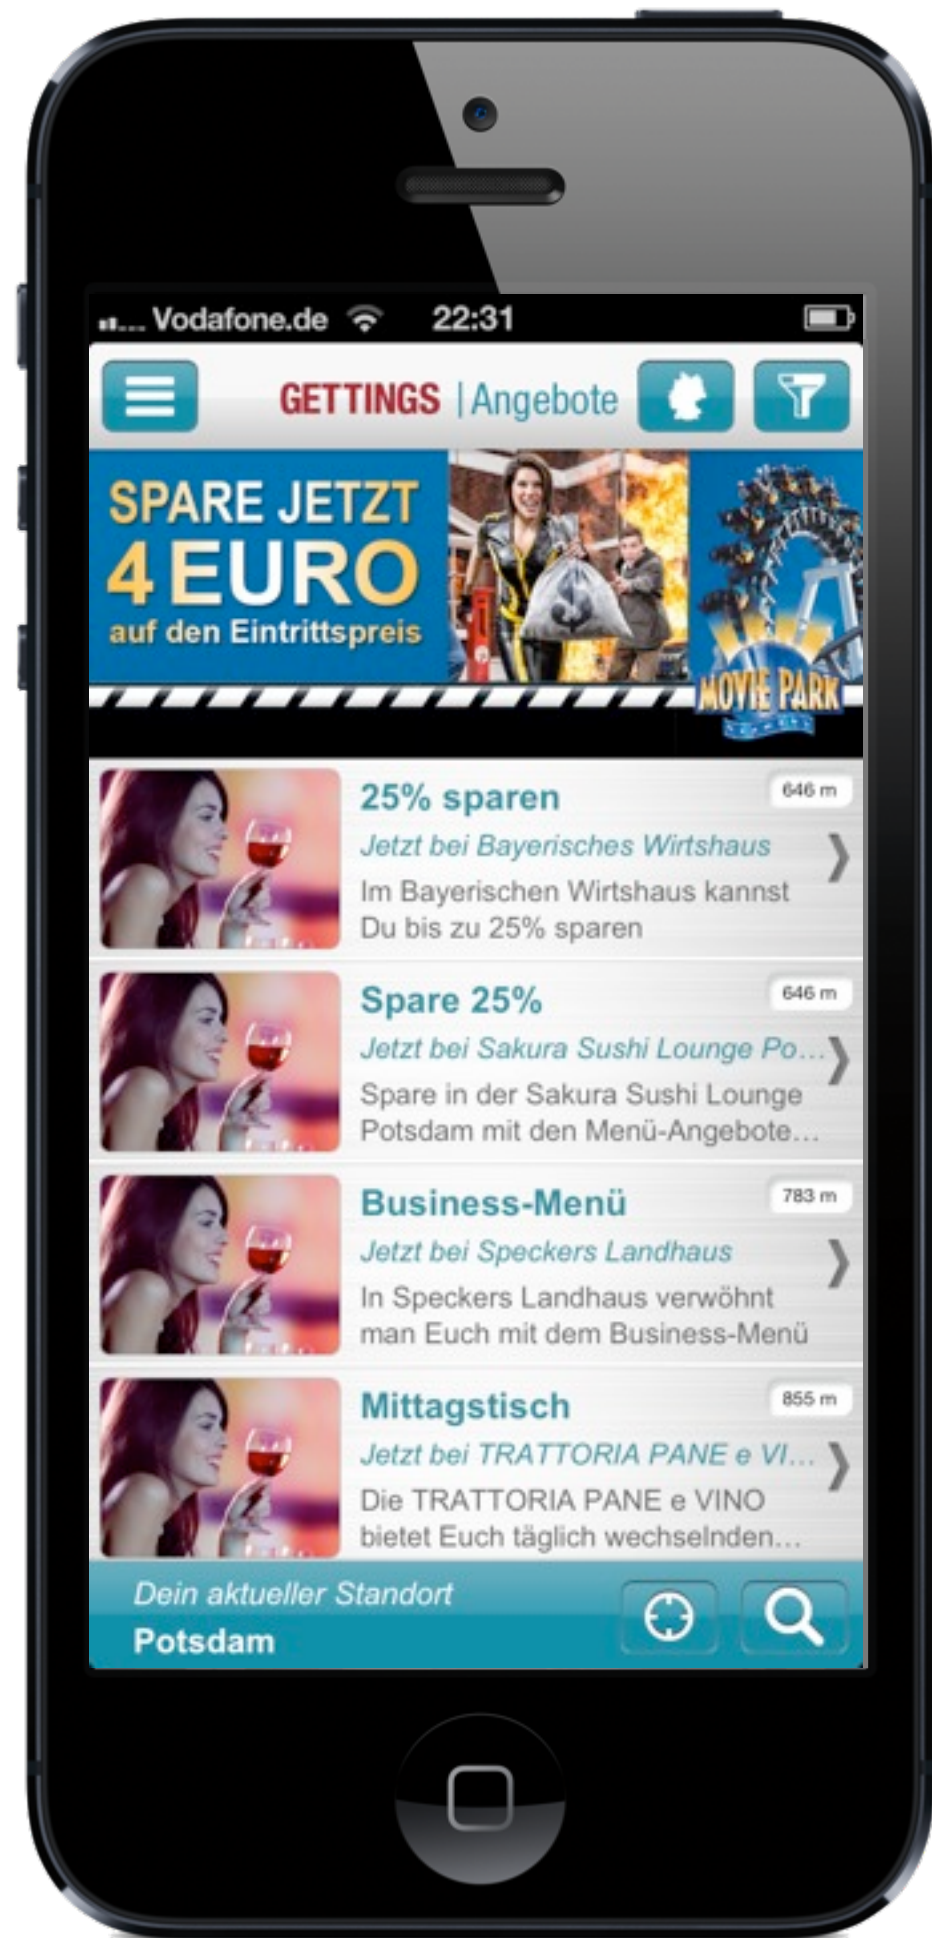 Vodafone.de 22:31
GETTINGS | Angebote
SPARE JETZT
4 EURO
auf den Eintrittspreis
MOVIE PARK
25% sparen
646 m
Jetzt bei Bayerisches Wirtshaus
Im Bayerischen Wirtshaus kannst
Du bis zu 25% sparen
Spare 25%
646 m
Jetzt bei Sakura Sushi Lounge Po...
Spare in der Sakura Sushi Lounge
Potsdam mit den Menü-Angebote...
Business-Menü
783 m
Jetzt bei Speckers Landhaus
In Speckers Landhaus verwöhnt
man Euch mit dem Business-Menü
Mittagstisch
855 m
Jetzt bei TRATTORIA PANE e VI...
Die TRATTORIA PANE e VINO
bietet Euch täglich wechselnden...
Dein aktueller Standort
Potsdam